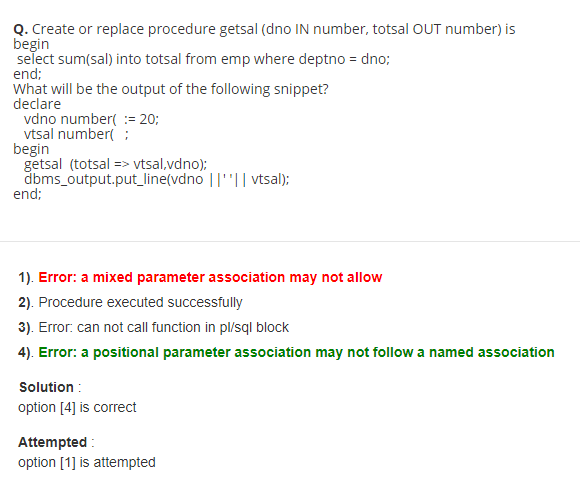 Q. Create or replace procedure getsal (dno IN number, totsal OUT number) is
begin
select sum(sal) into totsal from emp where deptno = dno;
end;
What will be the output of the following snippet?
declare
vdno number( := 20;
vtsal number( ;
begin
getsal (totsal => vtsal,vdno);
dbms_output.put_line(vdno ||' '|| vtsal);
end;
1). Error: a mixed parameter association may not allow
2). Procedure executed successfully
3). Error: can not call function in pl/sql block
4). Error: a positional parameter association may not follow a named association
Solution :
option [4] is correct
Attempted :
option [1] is attempted